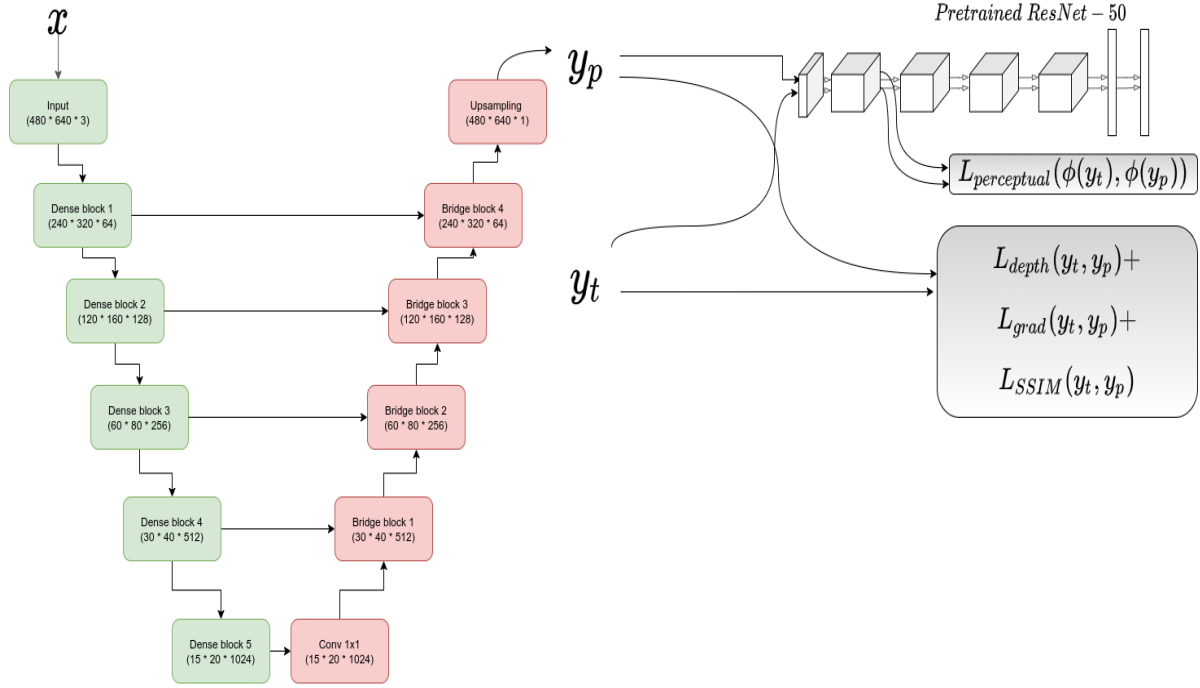 x
Input
(480 * 640 * 3)
Dense block 1
(240 * 320 * 64)
Dense block 2
(120 * 160 * 128)
Dense block 3
(60 * 80 * 256)
Dense block 4
(30 * 40 * 512)
Dense block 5
(15 * 20 * 1024)
Conv 1x1
(15 * 20 * 1024)
Bridge block 1
(30 * 40 * 512)
Bridge block 2
(60 * 80 * 256)
Bridge block 3
(120 * 160 * 128)
Bridge block 4
(240 * 320 * 64)
Upsampling
(480 * 640 * 1)
y_p
y_t
Pretrained ResNet − 50
L_perceptual(ϕ(y_t), ϕ(y_p))
L_depth(y_t, y_p)+
L_grad(y_t, y_p)+
L_SSIM(y_t, y_p)